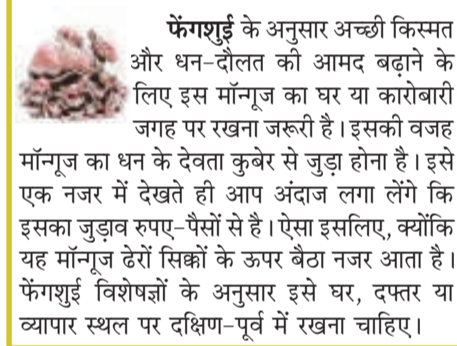 फेंगशुई के अनुसार अच्छी किस्मत
और धन-दौलत की आमद बढ़ाने के
लिए इस मॉन्गूज का घर या कारोबारी
जगह पर रखना जरूरी है। इसकी वजह
मॉन्गूज का धन के देवता कुबेर से जुड़ा होना है। इसे
एक नजर में देखते ही आप अंदाज लगा लेंगे कि
इसका जुड़ाव रुपए-पैसों से है। ऐसा इसलिए, क्योंकि
यह मॉन्गूज ढेरों सिक्कों के ऊपर बैठा नजर आता है।
फेंगशुई विशेषज्ञों के अनुसार इसे घर, दफ्तर या
व्यापार स्थल पर दक्षिण-पूर्व में रखना चाहिए।